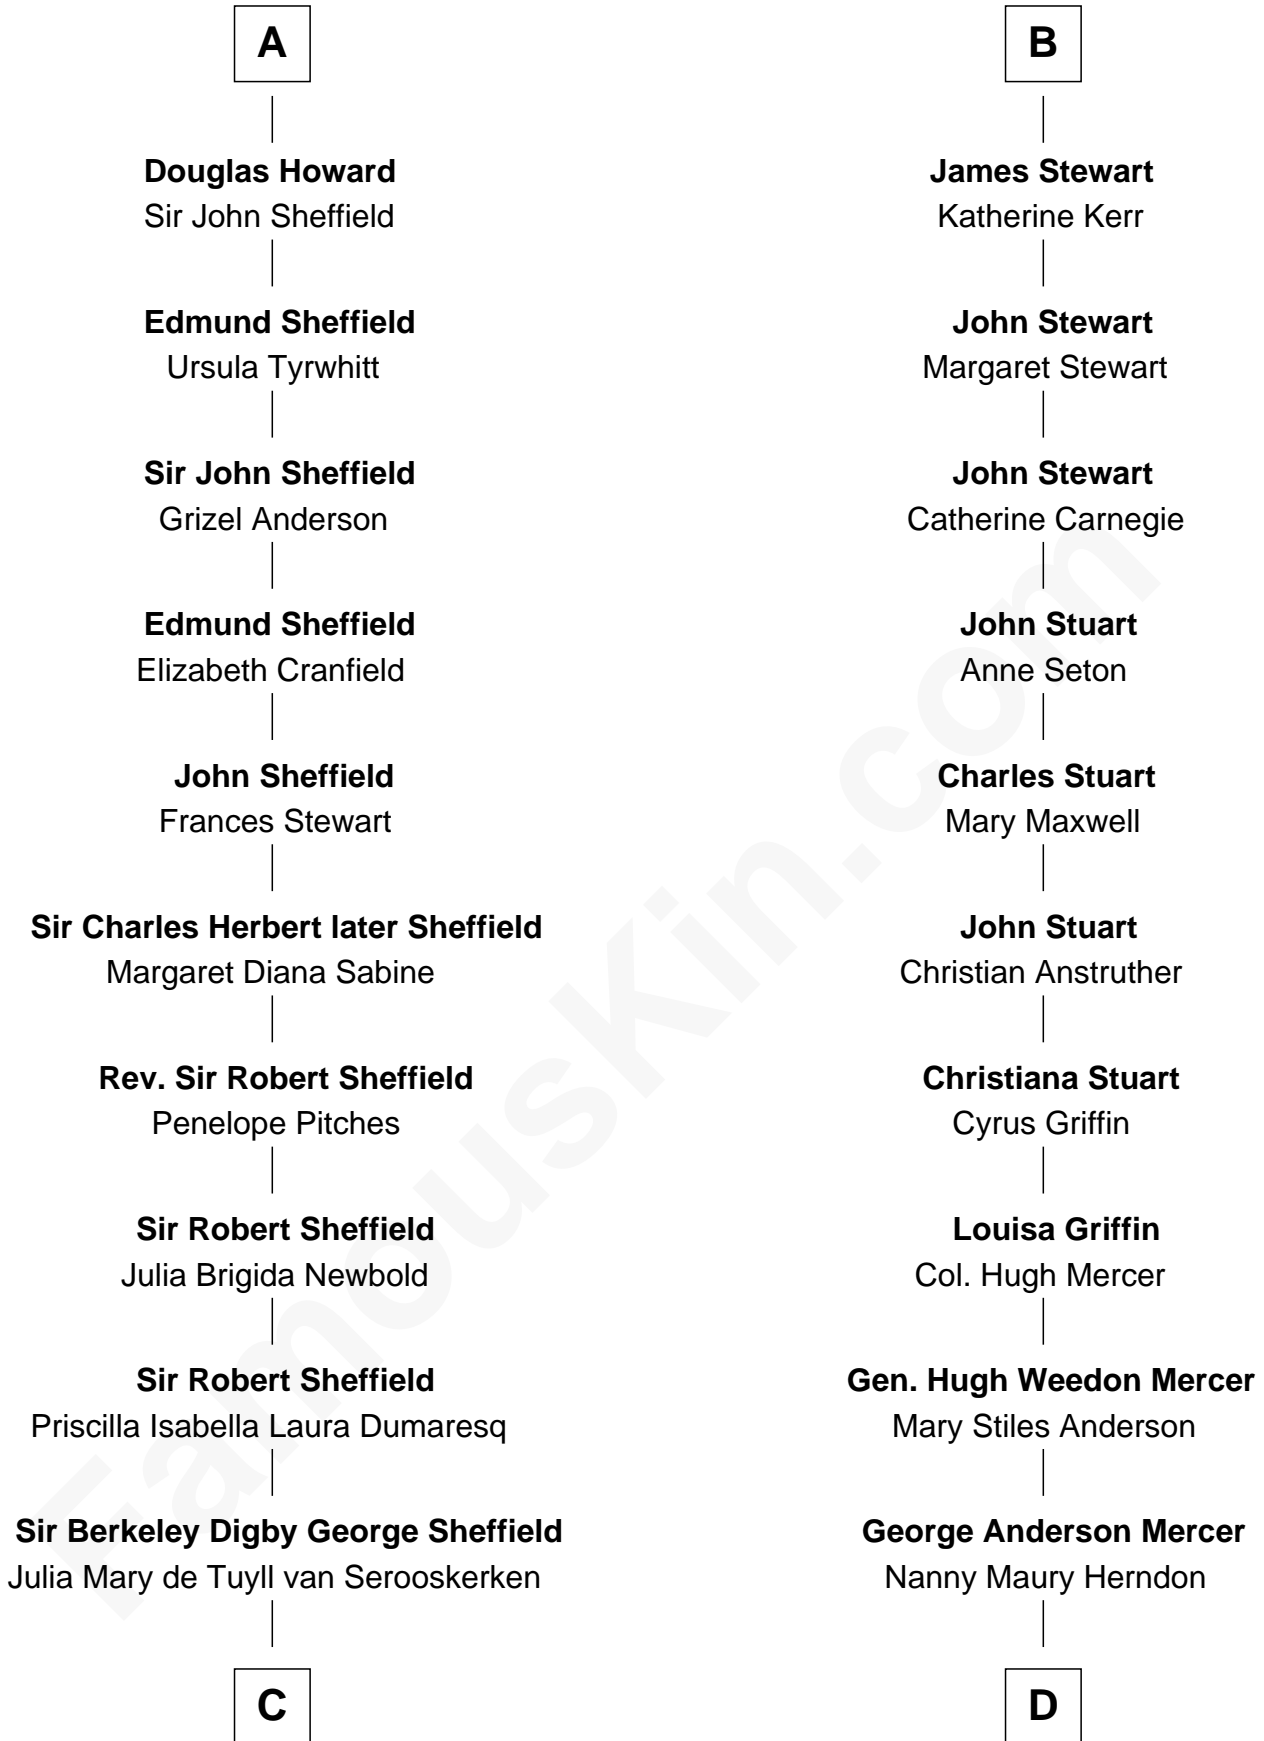 A
Douglas Howard
Sir John Sheffield
Edmund Sheffield
Ursula Tyrwhitt
Sir John Sheffield
Grizel Anderson
Edmund Sheffield
Elizabeth Cranfield
John Sheffield
Frances Stewart
Sir Charles Herbert later Sheffield
Margaret Diana Sabine
Rev. Sir Robert Sheffield
Penelope Pitches
Sir Robert Sheffield
Julia Brigida Newbold
Sir Robert Sheffield
Priscilla Isabella Laura Dumaresq
Sir Berkeley Digby George Sheffield
Julia Mary de Tuyll van Serooskerken
C
B
James Stewart
Katherine Kerr
John Stewart
Margaret Stewart
John Stewart
Catherine Carnegie
John Stuart
Anne Seton
Charles Stuart
Mary Maxwell
John Stuart
Christian Anstruther
Christiana Stuart
Cyrus Griffin
Louisa Griffin
Col. Hugh Mercer
Gen. Hugh Weedon Mercer
Mary Stiles Anderson
George Anderson Mercer
Nanny Maury Herndon
D
FamousKin.com